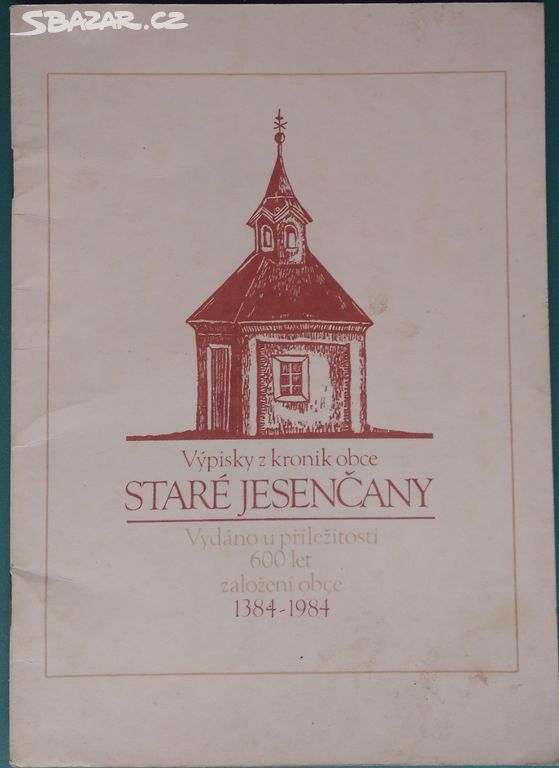 SBAZAR.CZ
Výpisky z kronik obce
STARÉ JESENČANY
Vydáno u příležitosti
600 let
založení obce
1384-1984